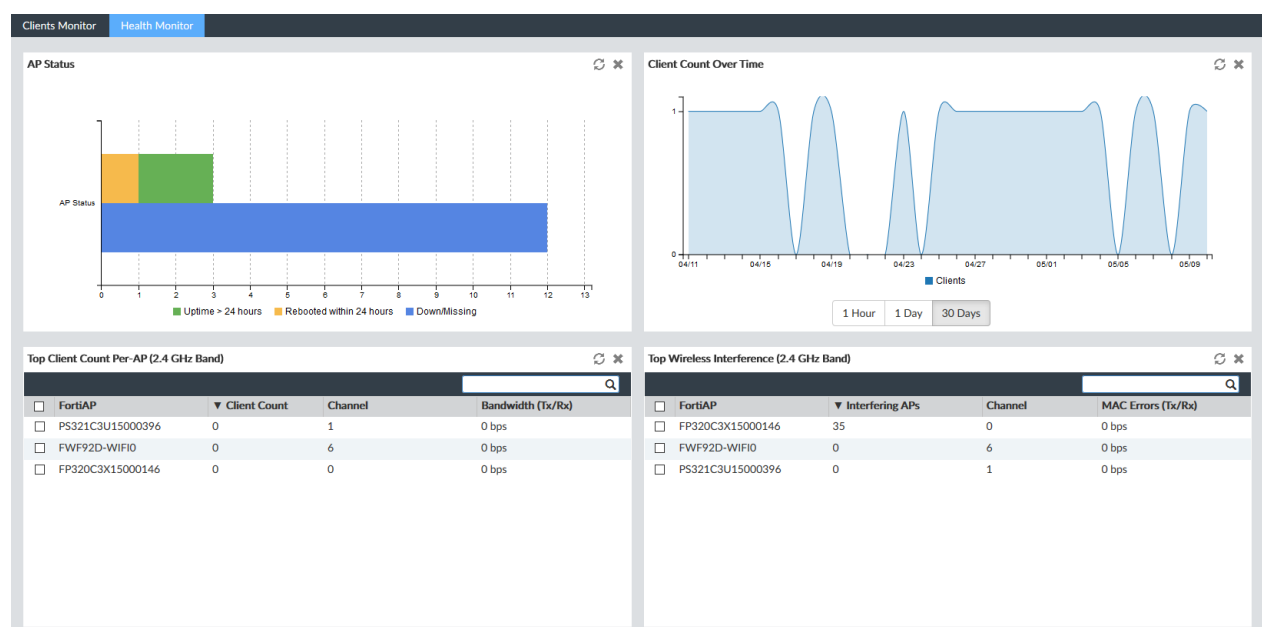 Clients Monitor Health Monitor
AP Status
AP Status
0 1 2 3 4 5 6 7 8 9 10 11 12 13
Uptime > 24 hours Rebooted within 24 hours Down/Missing
Client Count Over Time
1
0
04/11 04/15 04/19 04/23 04/27 05/01 05/05 05/09
Clients
1 Hour 1 Day 30 Days
Top Client Count Per-AP (2.4 GHz Band)
FortiAP ▼ Client Count Channel Bandwidth (Tx/Rx)
PS321C3U15000396 0 1 0 bps
FWF92D-WIFI0 0 6 0 bps
FP320C3X15000146 0 0 0 bps
Top Wireless Interference (2.4 GHz Band)
FortiAP ▼ Interfering APs Channel MAC Errors (Tx/Rx)
FP320C3X15000146 35 0 0 bps
FWF92D-WIFI0 0 6 0 bps
PS321C3U15000396 0 1 0 bps